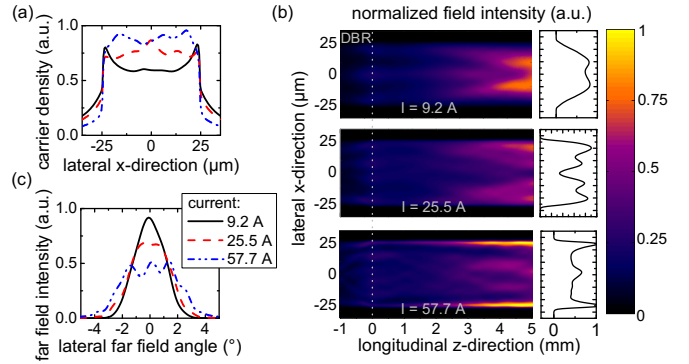 (a)
carrier density (a.u.)
1.0
0.75
0.5
0.25
0.0
-25 0 25
lateral x-direction (µm)
(b)
normalized field intensity (a.u.)
lateral x-direction (µm)
25
0
-25
DBR
I = 9.2 A
25
0
-25
I = 25.5 A
25
0
-25
I = 57.7 A
-1 0 1 2 3 4 5
0 1
longitudinal z-direction (mm)
1
0.75
0.5
0.25
0
(c)
far field intensity (a.u.)
1.0
0.5
0.0
-4 -2 0 2 4
lateral far field angle (°)
current:
9.2 A
25.5 A
57.7 A